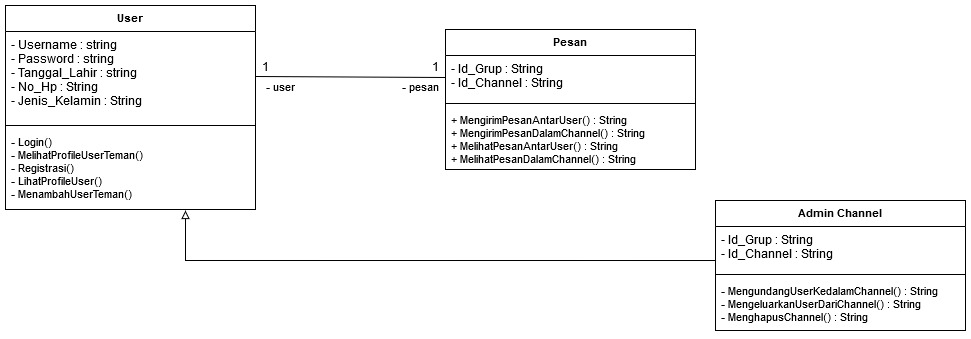 User
- Username : string
- Password : string
- Tanggal_Lahir : string
- No_Hp : String
- Jenis_Kelamin : String
- Login()
- MelihatProfileUserTeman()
- Registrasi()
- LihatProfileUser()
- MenambahUserTeman()
1
- user
1
- pesan
Pesan
- Id_Grup : String
- Id_Channel : String
+ MengirimPesanAntarUser() : String
+ MengirimPesanDalamChannel() : String
+ MelihatPesanAntarUser() : String
+ MelihatPesanDalamChannel() : String
Admin Channel
- Id_Grup : String
- Id_Channel : String
- MengundangUserKedalamChannel() : String
- MengeluarkanUserDariChannel() : String
- MenghapusChannel() : String